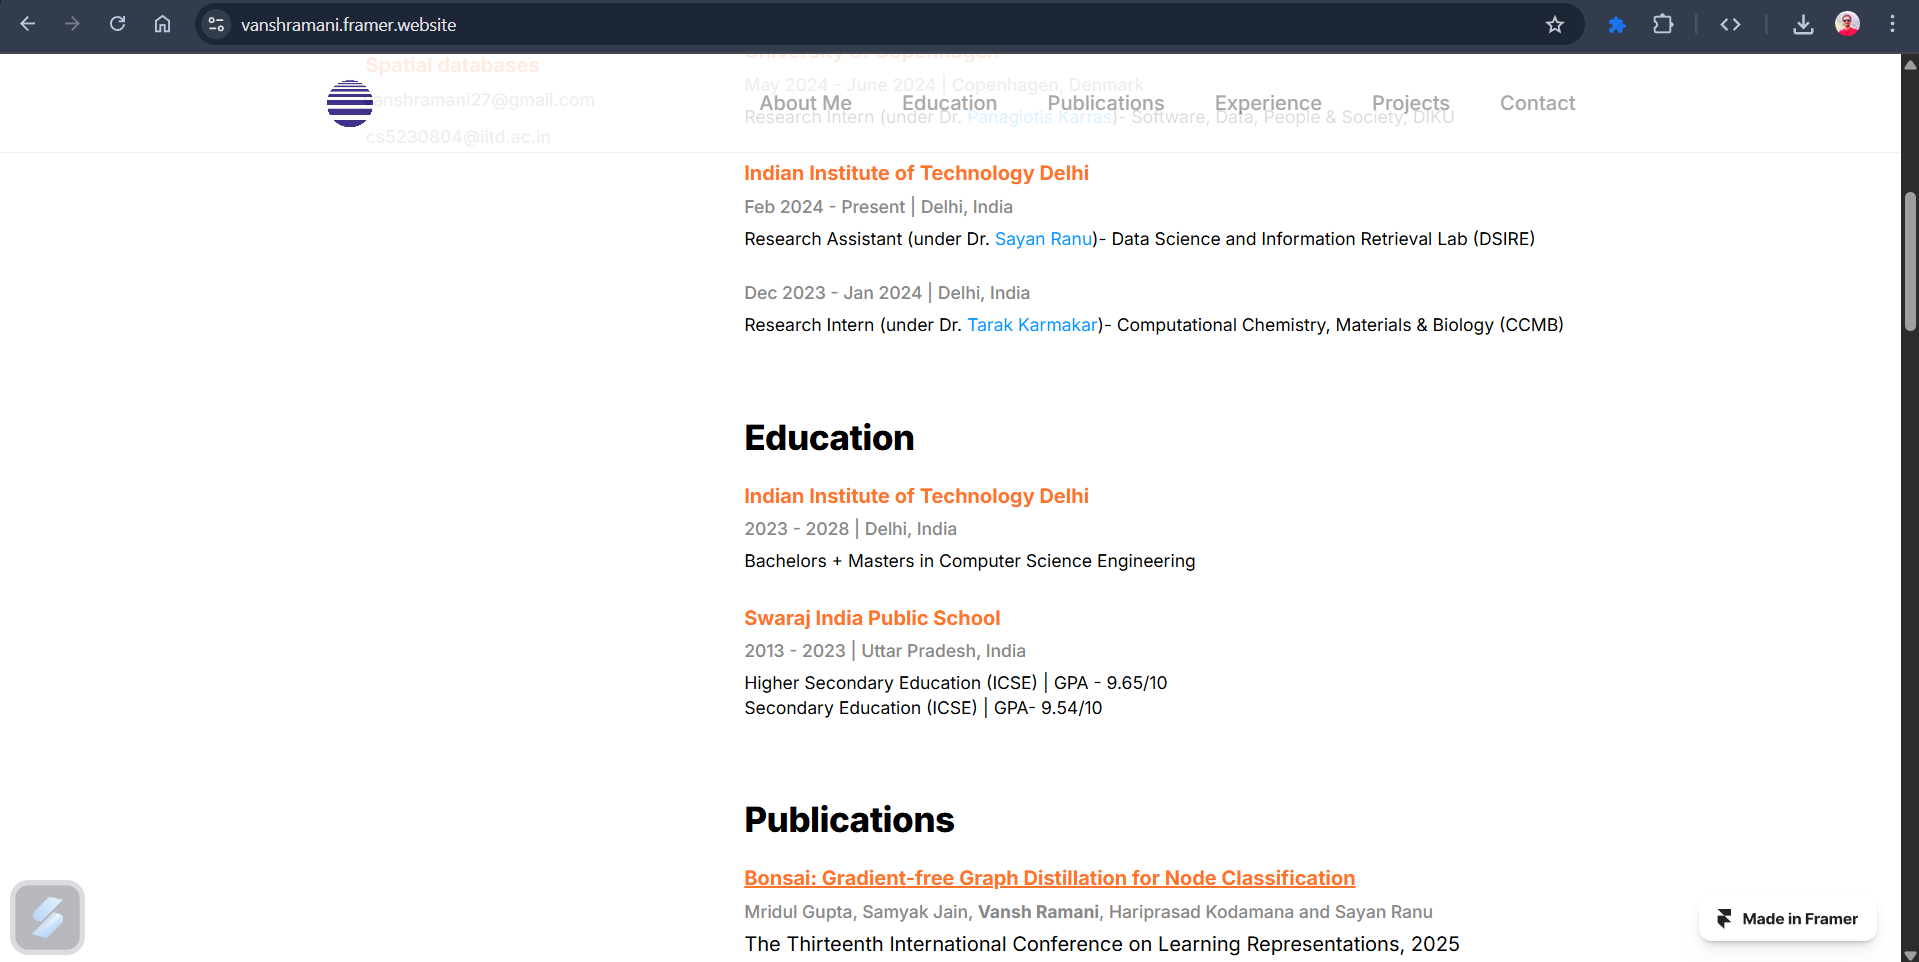 vanshramani.framer.website
Spatial databases
vanshramani27@gmail.com
cs5230804@iitd.ac.in
About Me
Education
Publications
Experience
Projects
Contact
University of Copenhagen
May 2024 - June 2024 | Copenhagen, Denmark
Research Intern (under Dr. Panagiotis Karras)- Software, Data, People & Society, DIKU
Indian Institute of Technology Delhi
Feb 2024 - Present | Delhi, India
Research Assistant (under Dr. Sayan Ranu)- Data Science and Information Retrieval Lab (DSIRE)
Dec 2023 - Jan 2024 | Delhi, India
Research Intern (under Dr. Tarak Karmakar)- Computational Chemistry, Materials & Biology (CCMB)
Education
Indian Institute of Technology Delhi
2023 - 2028 | Delhi, India
Bachelors + Masters in Computer Science Engineering
Swaraj India Public School
2013 - 2023 | Uttar Pradesh, India
Higher Secondary Education (ICSE) | GPA - 9.65/10
Secondary Education (ICSE) | GPA- 9.54/10
Publications
Bonsai: Gradient-free Graph Distillation for Node Classification
Mridul Gupta, Samyak Jain, Vansh Ramani, Hariprasad Kodamana and Sayan Ranu
The Thirteenth International Conference on Learning Representations, 2025
Made in Framer